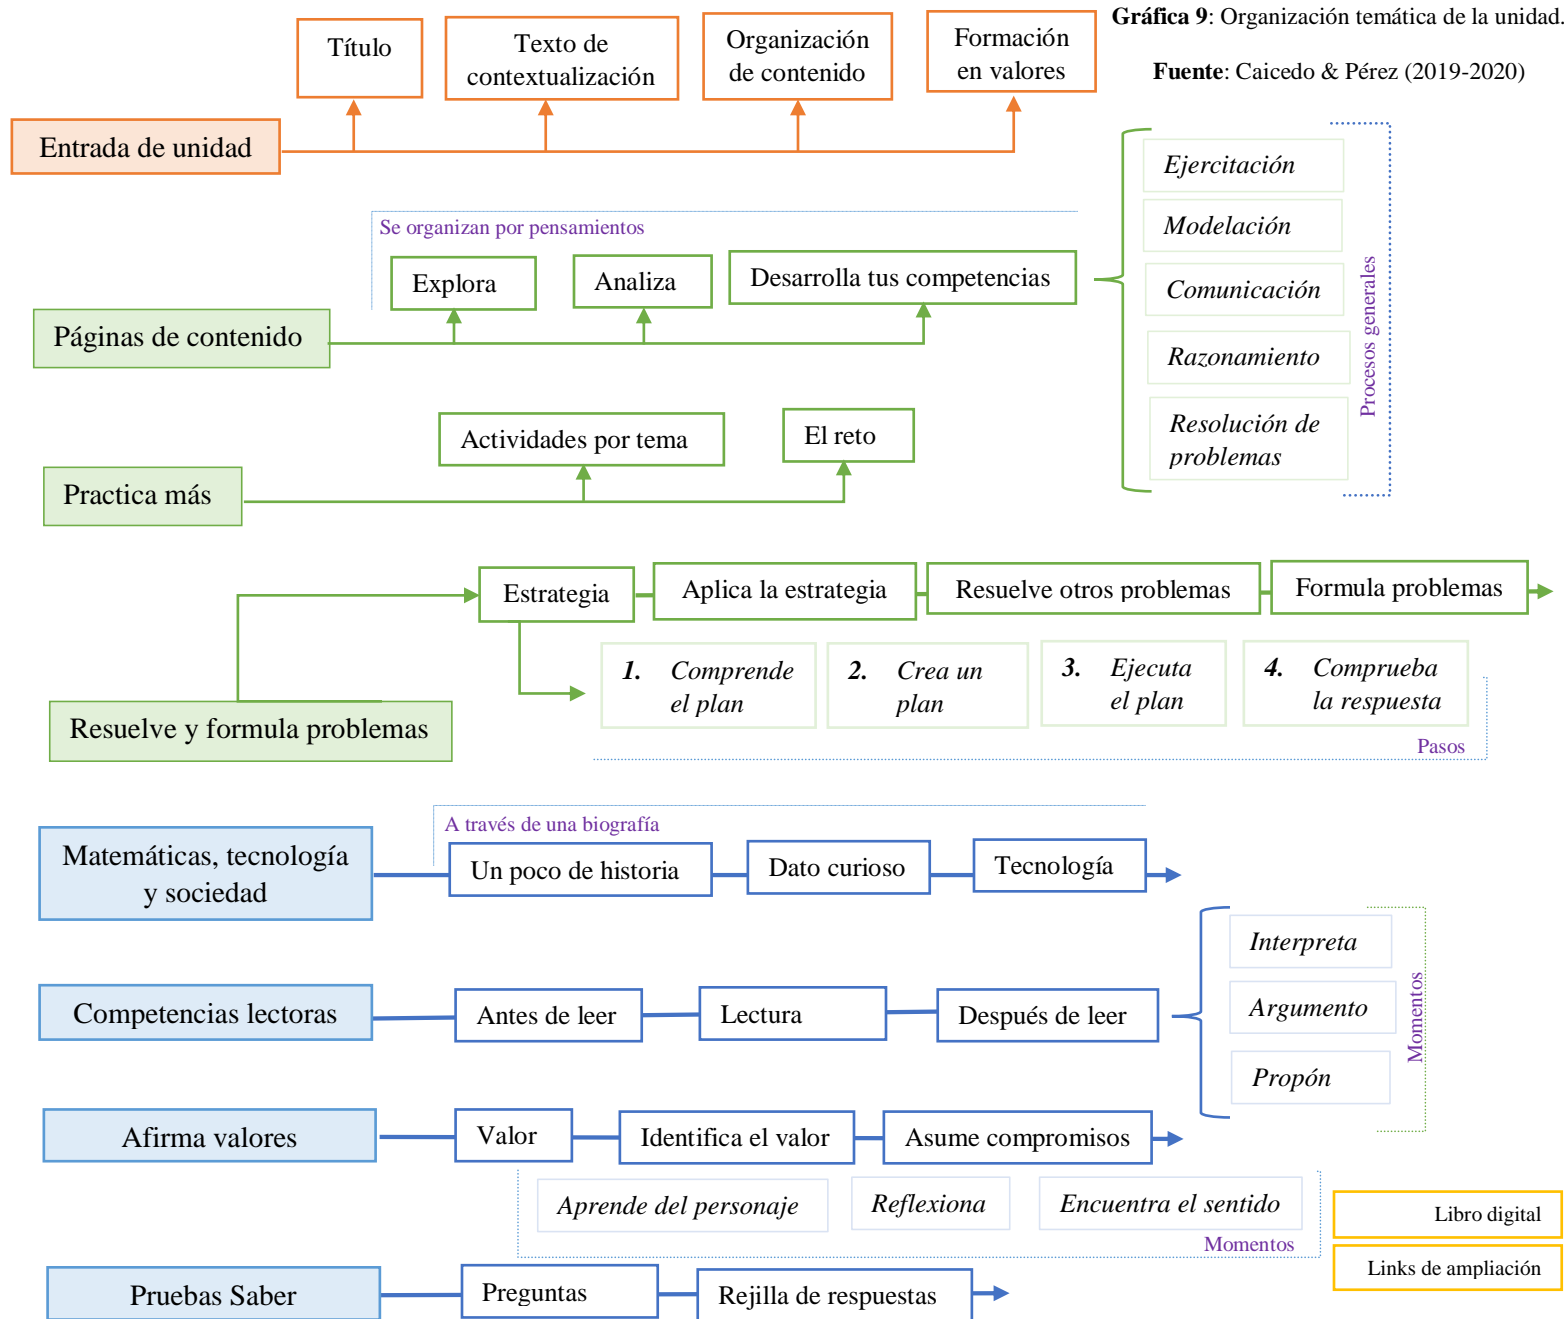 Gráfica 9: Organización temática de la unidad.
Fuente: Caicedo & Pérez (2019-2020)
Título
Texto de
contextualización
Organización
de contenido
Formación
en valores
Entrada de unidad
Se organizan por pensamientos
Explora
Analiza
Desarrolla tus competencias
Páginas de contenido
Ejercitación
Modelación
Comunicación
Razonamiento
Resolución de
problemas
Procesos generales
Actividades por tema
El reto
Practica más
Estrategia
Aplica la estrategia
Resuelve otros problemas
Formula problemas
1. Comprende
el plan
2. Crea un
plan
3. Ejecuta
el plan
4. Comprueba
la respuesta
Pasos
Resuelve y formula problemas
A través de una biografía
Matemáticas, tecnología
y sociedad
Un poco de historia
Dato curioso
Tecnología
Competencias lectoras
Antes de leer
Lectura
Después de leer
Interpreta
Argumento
Propón
Momentos
Afirma valores
Valor
Identifica el valor
Asume compromisos
Aprende del personaje
Reflexiona
Encuentra el sentido
Momentos
Libro digital
Links de ampliación
Pruebas Saber
Preguntas
Rejilla de respuestas